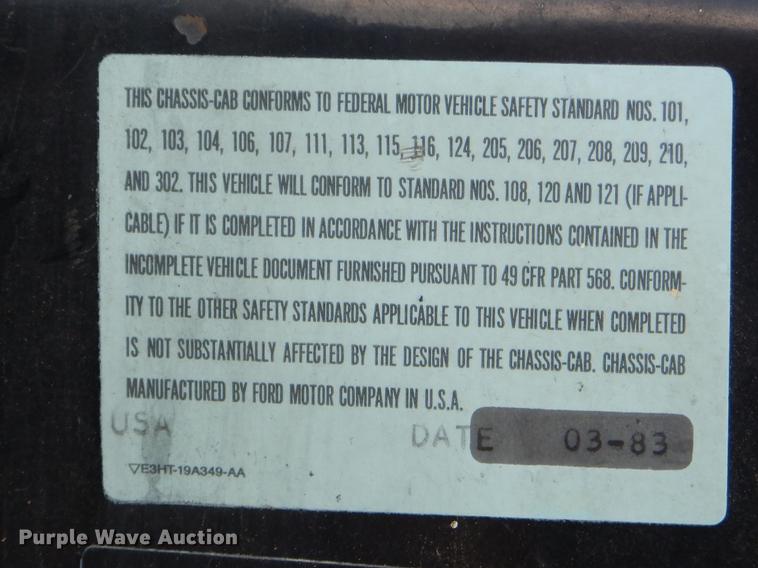 THIS CHASSIS-CAB CONFORMS TO FEDERAL MOTOR VEHICLE SAFETY STANDARD NOS. 101,
102, 103, 104, 106, 107, 111, 113, 115, 116, 124, 205, 206, 207, 208, 209, 210,
AND 302. THIS VEHICLE WILL CONFORM TO STANDARD NOS. 108, 120 AND 121 (IF APPLI-
CABLE) IF IT IS COMPLETED IN ACCORDANCE WITH THE INSTRUCTIONS CONTAINED IN THE
INCOMPLETE VEHICLE DOCUMENT FURNISHED PURSUANT TO 49 CFR PART 568. CONFORM-
ITY TO THE OTHER SAFETY STANDARDS APPLICABLE TO THIS VEHICLE WHEN COMPLETED
IS NOT SUBSTANTIALLY AFFECTED BY THE DESIGN OF THE CHASSIS-CAB. CHASSIS-CAB
MANUFACTURED BY FORD MOTOR COMPANY IN U.S.A.
USA DATE 03-83
▽E3HT-19A349-AA
Purple Wave Auction